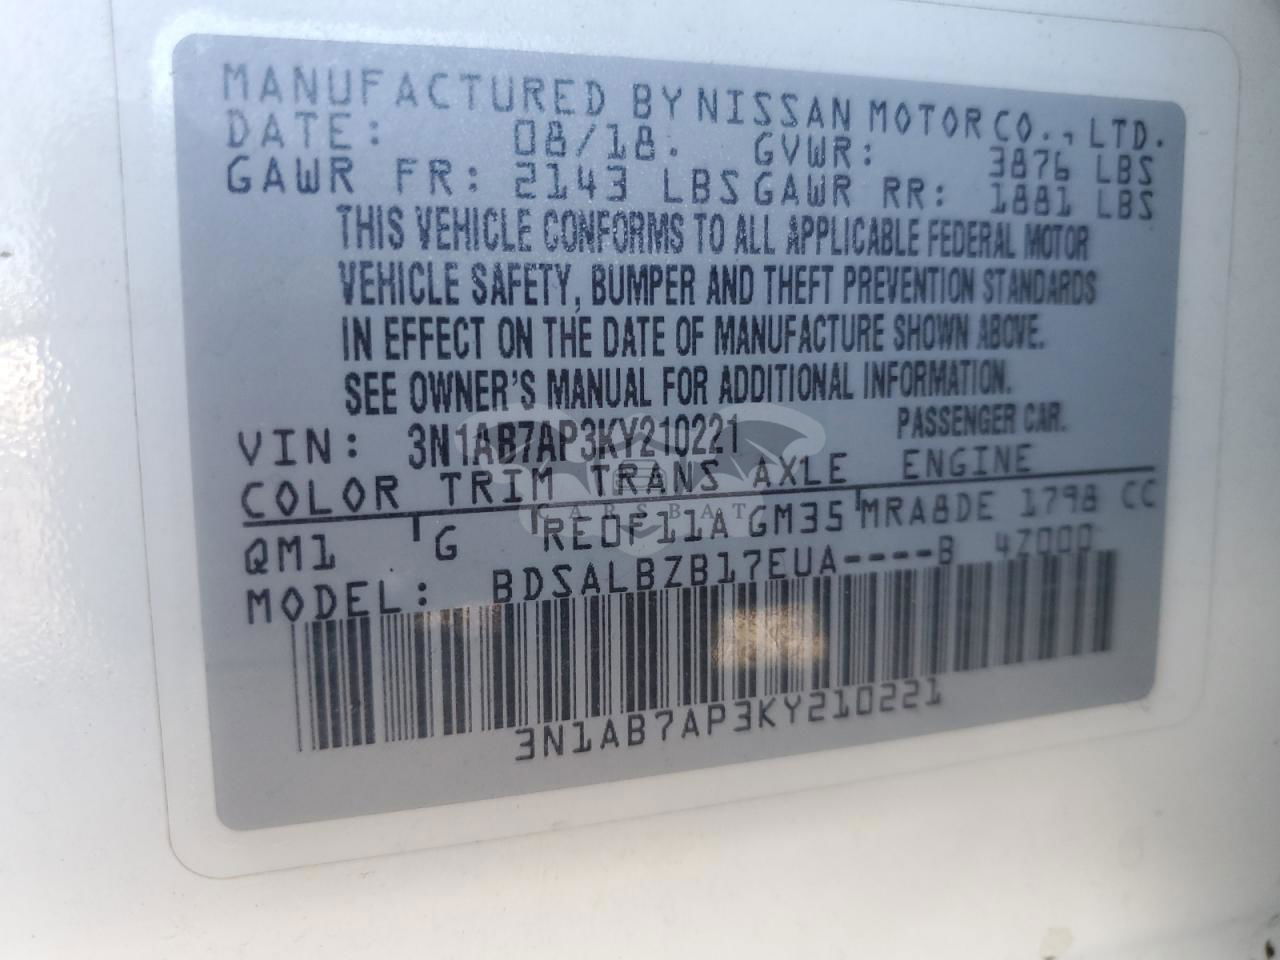 MANUFACTURED BY NISSAN MOTOR CO., LTD.
DATE: 08/18. GVWR: 3876 LBS
GAWR FR: 2143 LBS GAWR RR: 1881 LBS
THIS VEHICLE CONFORMS TO ALL APPLICABLE FEDERAL MOTOR
VEHICLE SAFETY, BUMPER AND THEFT PREVENTION STANDARDS
IN EFFECT ON THE DATE OF MANUFACTURE SHOWN ABOVE.
SEE OWNER'S MANUAL FOR ADDITIONAL INFORMATION.
VIN: 3N1AB7AP3KY210221 PASSENGER CAR.
COLOR TRIM TRANS AXLE ENGINE
QM1 G RE0F11A GM35 MRA8DE 1798 CC
MODEL: BDSALBZB17EUA----B 4Z000
3N1AB7AP3KY210221
CARSBAT